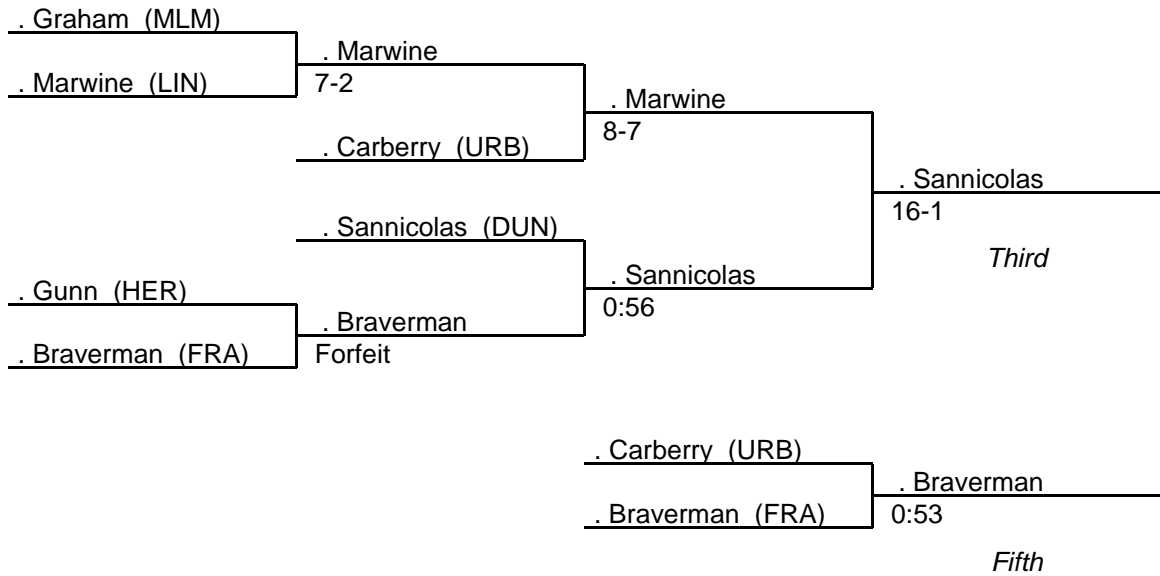 . Graham (MLM)
. Marwine
. Marwine (LIN)
7-2
. Marwine
8-7
. Carberry (URB)
. Sannicolas
16-1
. Sannicolas (DUN)
Third
. Sannicolas
. Gunn (HER)
0:56
. Braverman
. Braverman (FRA)
Forfeit
. Carberry (URB)
. Braverman
. Braverman (FRA)
0:53
Fifth